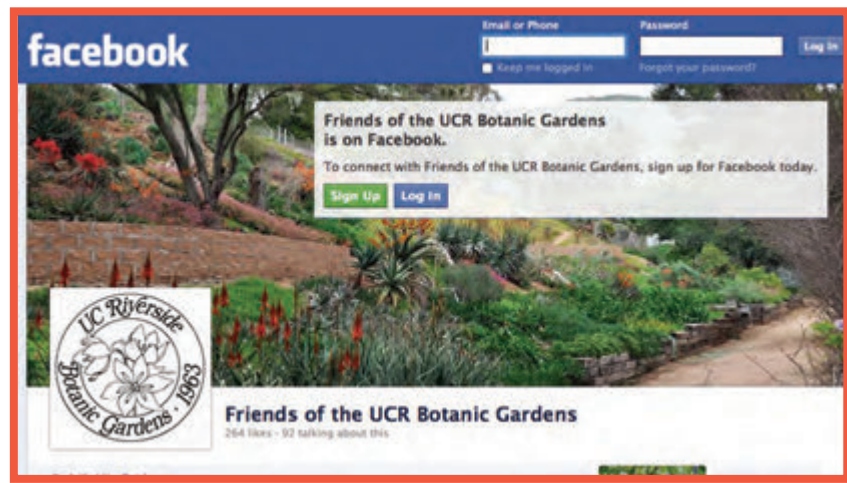 Email or Phone
Password
facebook
Log In
Keep me logged in
Forgot your password?
Friends of the UCR Botanic Gardens
is on Facebook.
To connect with Friends of the UCR Botanic Gardens, sign up for Facebook today.
Sign Up
Log In
UC Riverside
Botanic Gardens · 1963
Friends of the UCR Botanic Gardens
264 likes · 92 talking about this